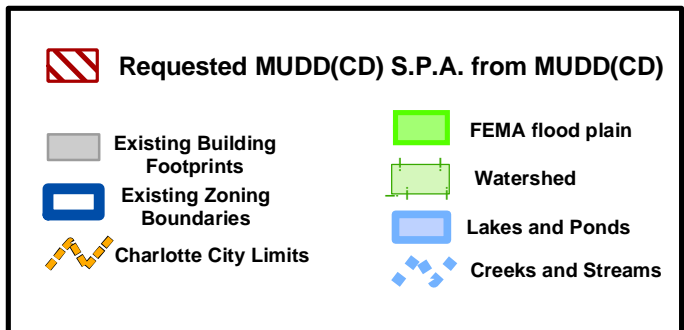 Requested MUDD(CD) S.P.A. from MUDD(CD)
Existing Building
Footprints
Existing Zoning
Boundaries
Charlotte City Limits
FEMA flood plain
Watershed
Lakes and Ponds
Creeks and Streams